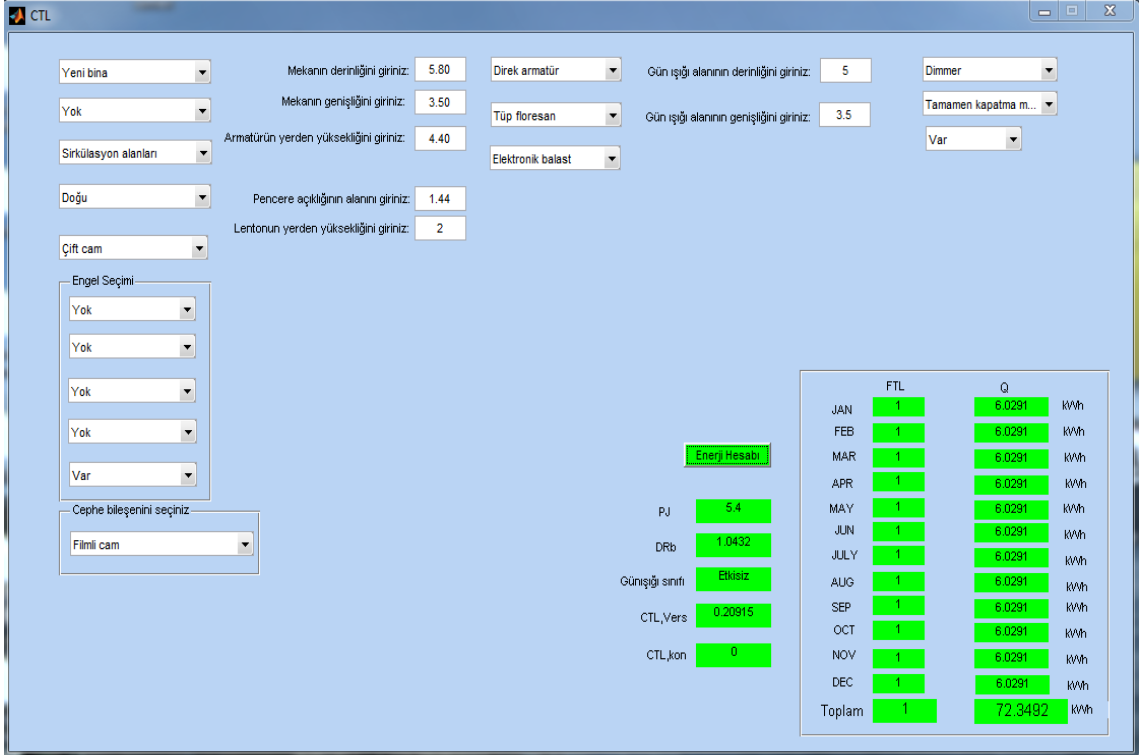 CTL
Yeni bina
Yok
Sirkülasyon alanları
Doğu
Çift cam
Engel Seçimi
Yok
Yok
Yok
Yok
Var
Cephe bileşenini seçiniz
Filmli cam
Mekanın derinliğini giriniz: 5.80
Mekanın genişliğini giriniz: 3.50
Armatürün yerden yüksekliğini giriniz: 4.40
Pencere açıklığının alanını giriniz: 1.44
Lentonun yerden yüksekliğini giriniz: 2
Direk armatür
Tüp floresan
Elektronik balast
Gün ışığı alanının derinliğini giriniz: 5
Gün ışığı alanının genişliğini giriniz: 3.5
Dimmer
Tamamen kapatma m...
Var
Enerji Hesabı
PJ 5.4
DRb 1.0432
Günışığı sınıfı Etkisiz
CTL,Vers 0.20915
CTL,kon 0
FTL Q
JAN 1 6.0291 kWh
FEB 1 6.0291 kWh
MAR 1 6.0291 kWh
APR 1 6.0291 kWh
MAY 1 6.0291 kWh
JUN 1 6.0291 kWh
JULY 1 6.0291 kWh
AUG 1 6.0291 kWh
SEP 1 6.0291 kWh
OCT 1 6.0291 kWh
NOV 1 6.0291 kWh
DEC 1 6.0291 kWh
Toplam 1 72.3492 kWh